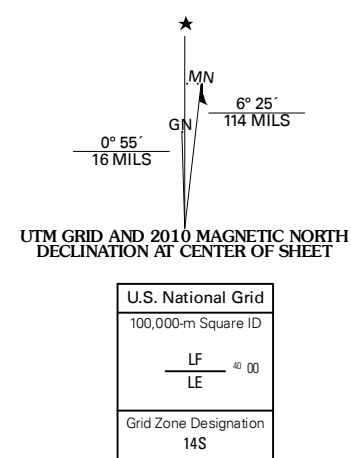 ★
MN
6° 25´
114 MILS
GN
0° 55´
16 MILS
UTM GRID AND 2010 MAGNETIC NORTH
DECLINATION AT CENTER OF SHEET
U.S. National Grid
100,000-m Square ID
LF
40 00
LE
Grid Zone Designation
14S